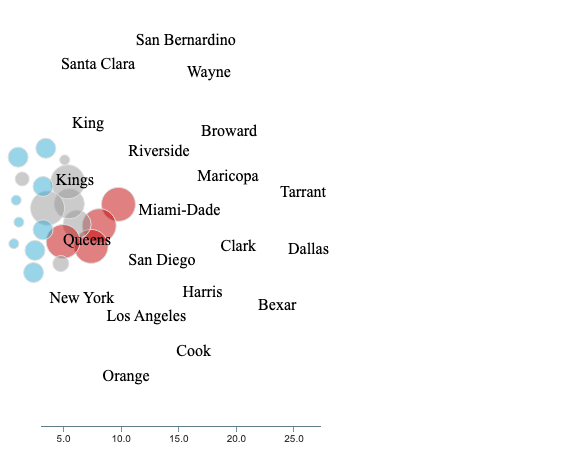 San Bernardino
Santa Clara
Wayne
King
Broward
Riverside
Kings
Maricopa
Tarrant
Miami-Dade
Queens
Clark
Dallas
San Diego
New York
Harris
Bexar
Los Angeles
Cook
Orange
5.0 10.0 15.0 20.0 25.0